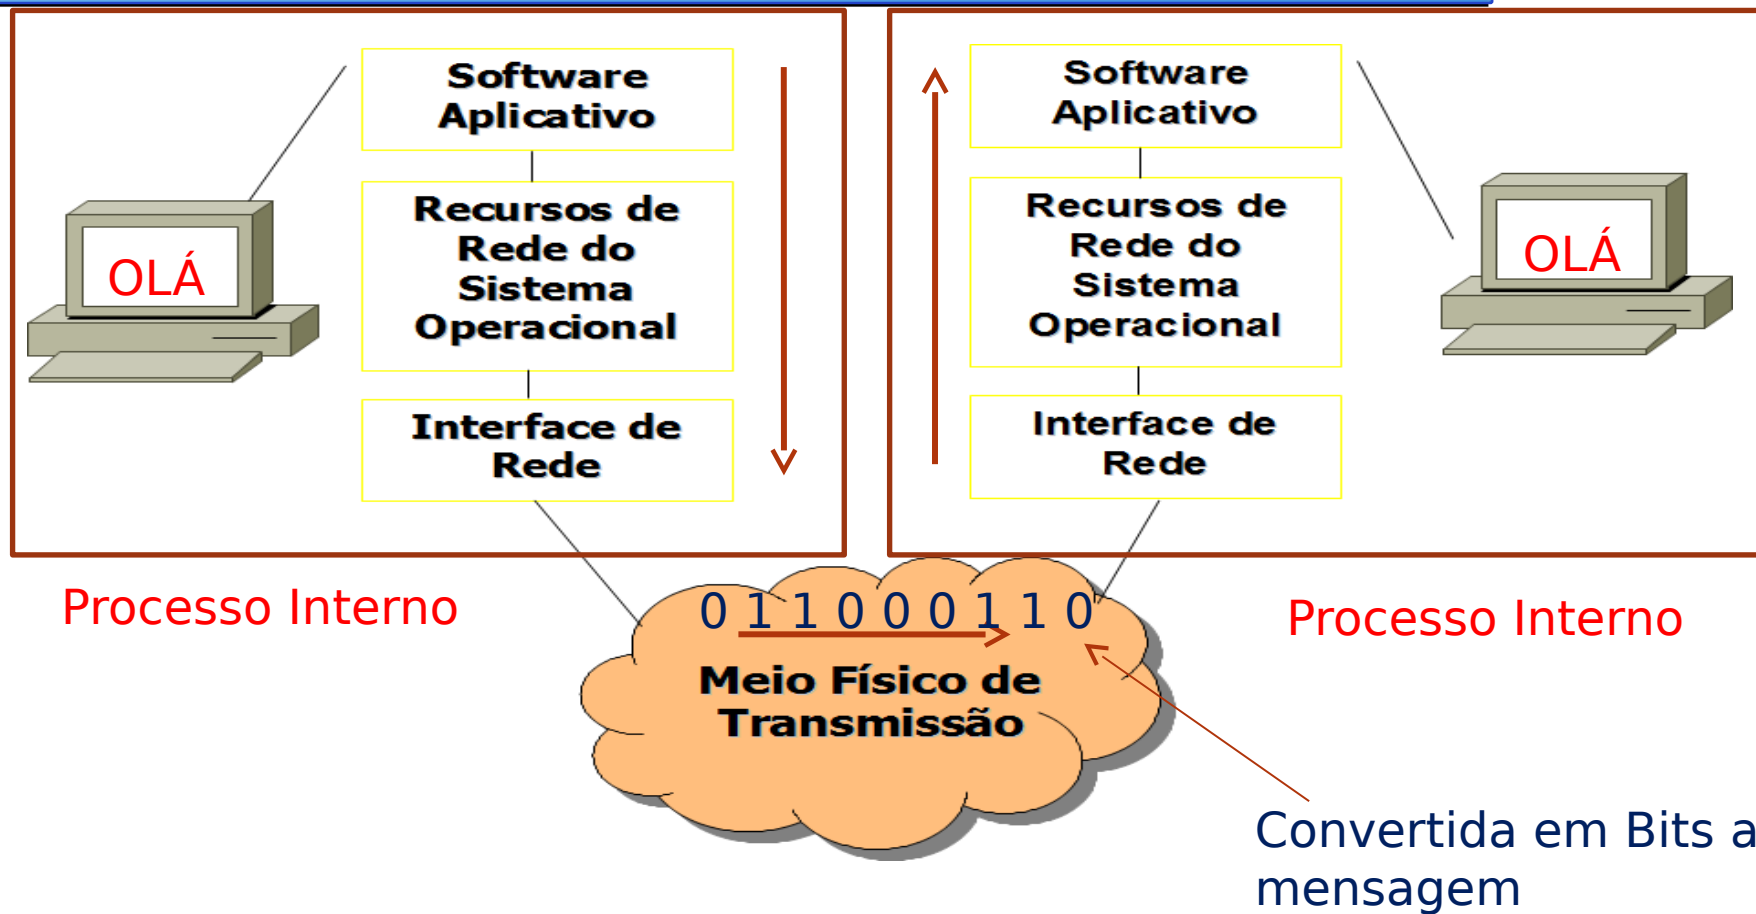 OLÁ
Software
Aplicativo
Recursos de
Rede do
Sistema
Operacional
Interface de
Rede
Processo Interno
Software
Aplicativo
Recursos de
Rede do
Sistema
Operacional
Interface de
Rede
OLÁ
Processo Interno
0 1 1 0 0 0 1 1 0
Meio Físico de
Transmissão
Convertida em Bits a
mensagem